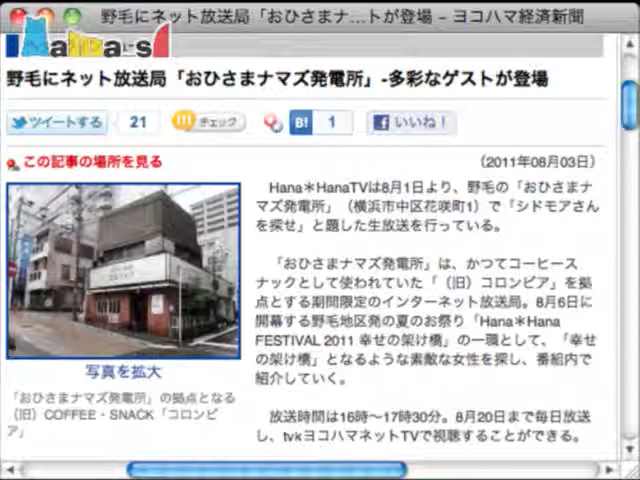 野毛にネット放送局「おひさまナ...トが登場 – ヨコハマ経済新聞
野毛にネット放送局「おひさまナマズ発電所」-多彩なゲストが登場
ツイートする 21 チェック B! 1 いいね！
この記事の場所を見る
（2011年08月03日）
Hana＊HanaTVは8月1日より、野毛の「おひさまナ
マズ発電所」（横浜市中区花咲町1）で「シドモアさん
を探せ」と題した生放送を行っている。
「おひさまナマズ発電所」は、かつてコーヒース
ナックとして使われていた「（旧）コロンビア」を拠
点とする期間限定のインターネット放送局。8月6日に
開幕する野毛地区発の夏のお祭り「Hana＊Hana
FESTIVAL 2011 幸せの架け橋」の一環として、「幸せ
の架け橋」となるような素敵な女性を探し、番組内で
紹介していく。
放送時間は16時〜17時30分。8月20日まで毎日放送
し、tvkヨコハマネットTVで視聴することができる。
写真を拡大
「おひさまナマズ発電所」の拠点となる
（旧）COFFEE・SNACK「コロンビ
ア」